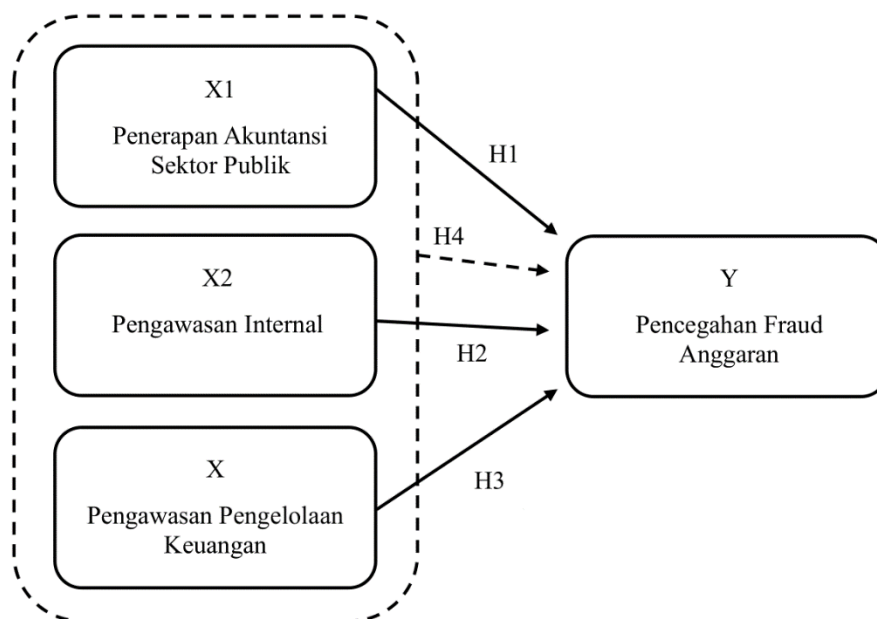 X1
Penerapan Akuntansi
Sektor Publik
H1
H4
X2
Pengawasan Internal
H2
Y
Pencegahan Fraud
Anggaran
X
Pengawasan Pengelolaan
Keuangan
H3